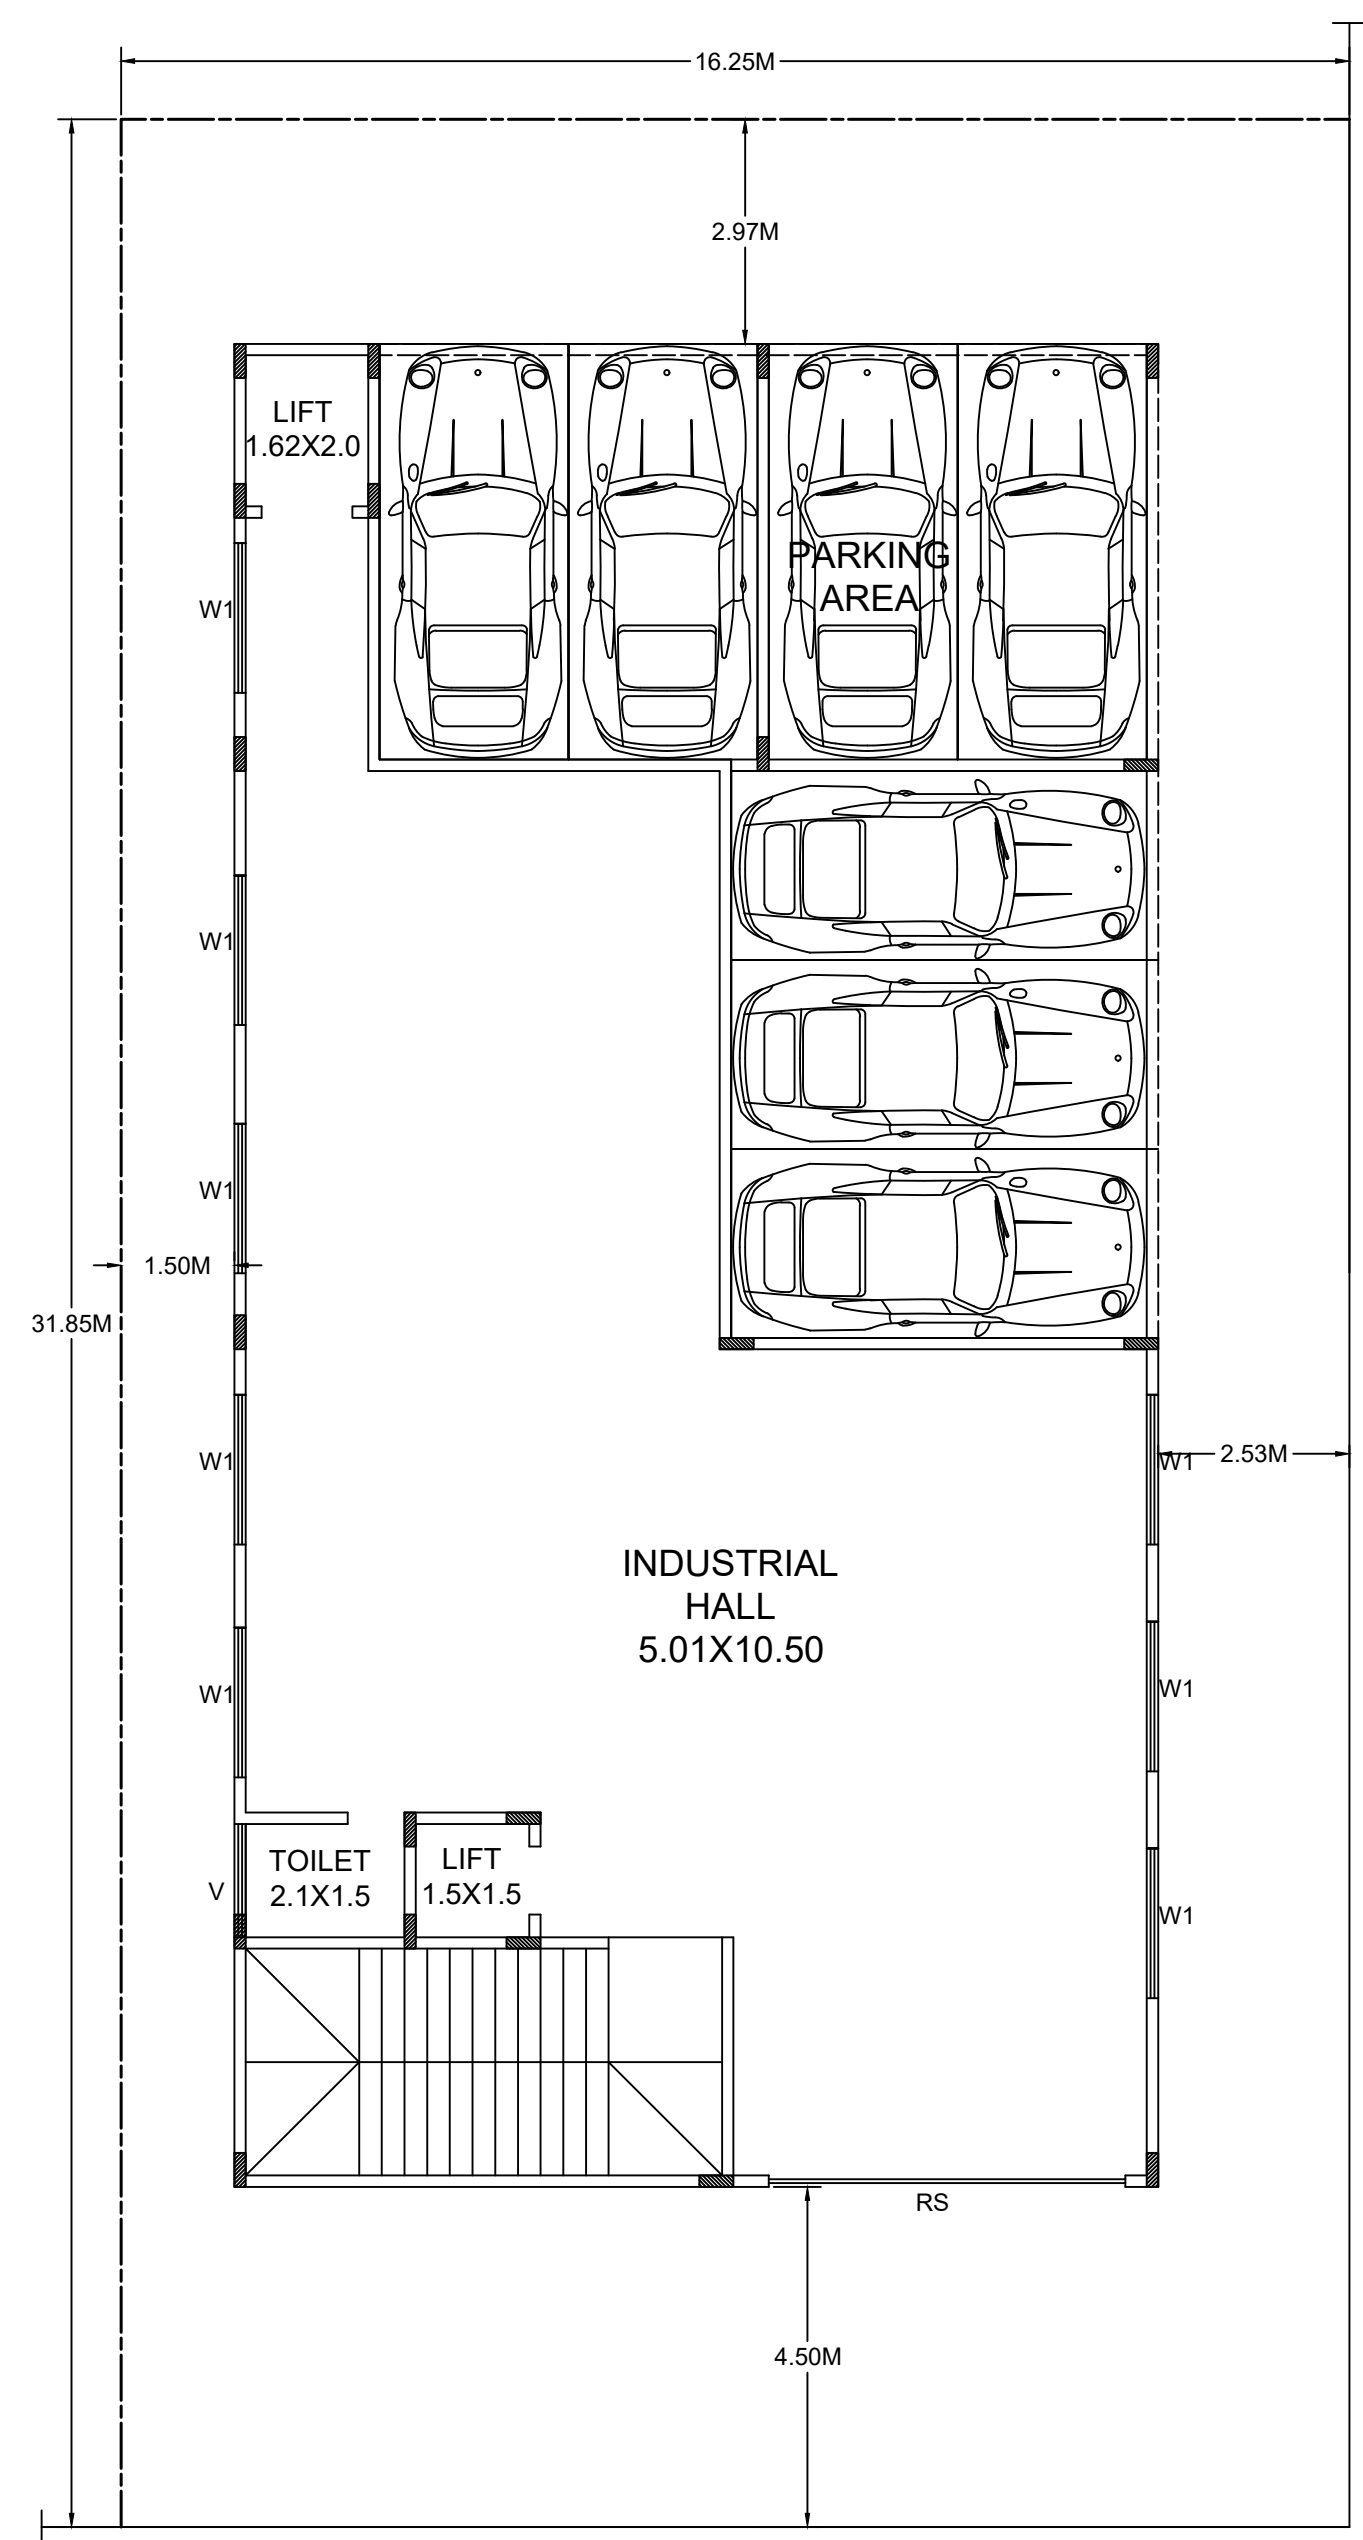 16.25M
2.97M
LIFT
1.62X2.0
PARKING
AREA
W1
W1
W1
1.50M
31.85M
W1
W1
2.53M
INDUSTRIAL
HALL
5.01X10.50
W1
W1
TOILET
2.1X1.5
LIFT
1.5X1.5
V
W1
RS
4.50M